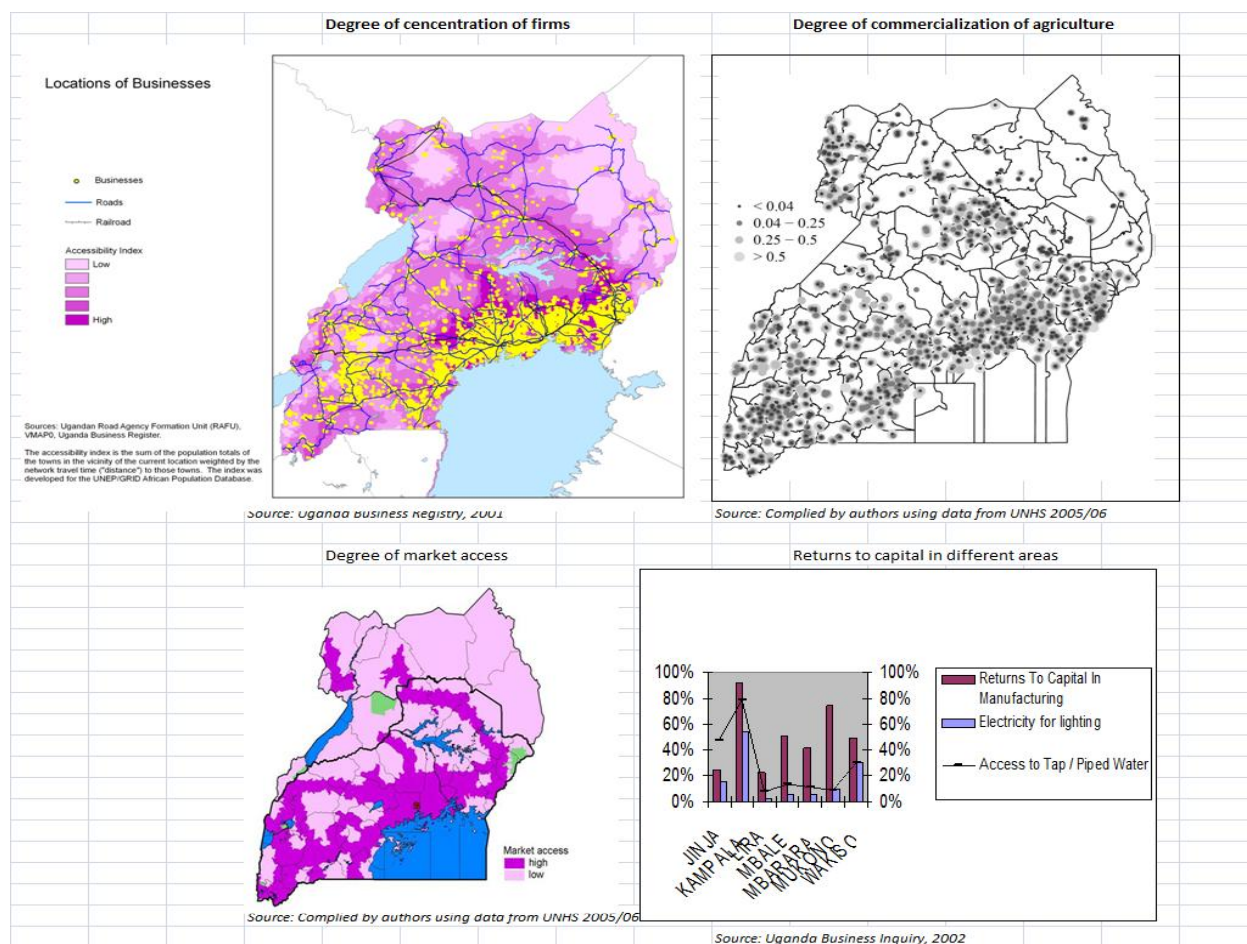 Degree of cencentration of firms
Degree of commercialization of agriculture
Locations of Businesses
Businesses
Roads
Railroad
Accessibility Index
Low
High
Sources: Ugandan Road Agency Formation Unit (RAFU),
VMAP0, Uganda Business Register.
The accessibility index is the sum of the population totals of
the towns in the vicinity of the current location weighted by the
network travel time ("distance") to those towns. The index was
developed for the UNEP/GRID African Population Database.
< 0.04
0.04 – 0.25
0.25 – 0.5
> 0.5
Source: Uganda Business Registry, 2001
Source: Complied by authors using data from UNHS 2005/06
Degree of market access
Returns to capital in different areas
Market access
high
low
100%
80%
60%
40%
20%
0%
100%
80%
60%
40%
20%
0%
JINJA
KAMPALA
LIRA
MBALE
MBARARA
MUKONO
WAKISO
Returns To Capital In
Manufacturing
Electricity for lighting
Access to Tap / Piped Water
Source: Complied by authors using data from UNHS 2005/06
Source: Uganda Business Inquiry, 2002